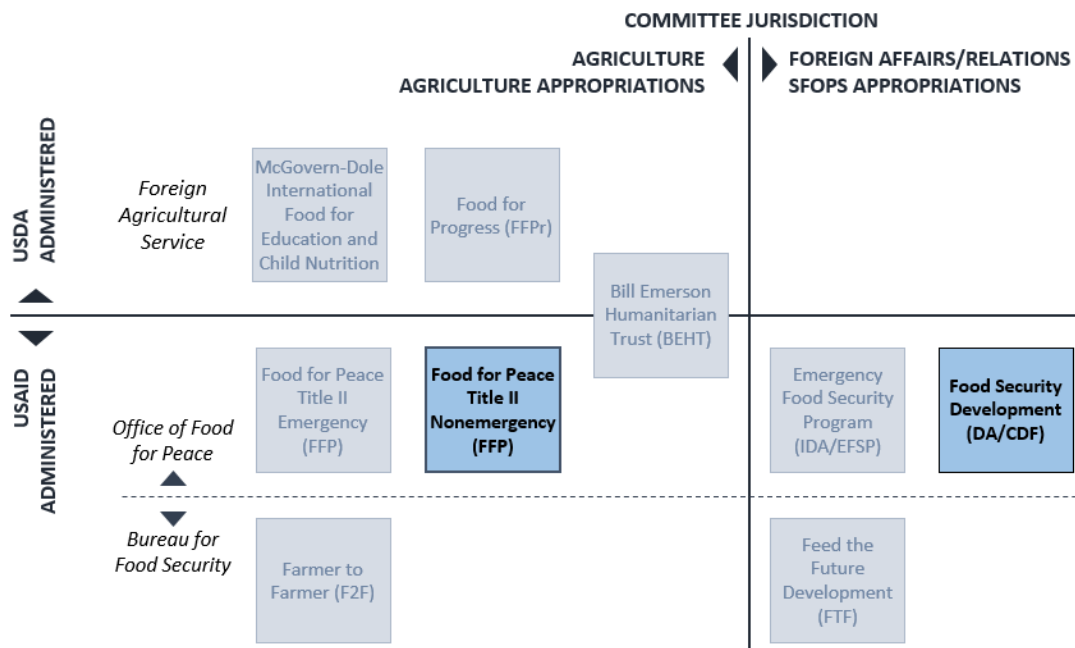 COMMITTEE JURISDICTION
AGRICULTURE
AGRICULTURE APPROPRIATIONS
FOREIGN AFFAIRS/RELATIONS
SFOPS APPROPRIATIONS
USDA
ADMINISTERED
Foreign
Agricultural
Service
McGovern-Dole
International
Food for
Education and
Child Nutrition
Food for
Progress (FFPr)
Bill Emerson
Humanitarian
Trust (BEHT)
USAID
ADMINISTERED
Office of Food
for Peace
Food for Peace
Title II
Emergency
(FFP)
Food for Peace
Title II
Nonemergency
(FFP)
Emergency
Food Security
Program
(IDA/EFSP)
Food Security
Development
(DA/CDF)
Bureau for
Food Security
Farmer to
Farmer (F2F)
Feed the
Future
Development
(FTF)